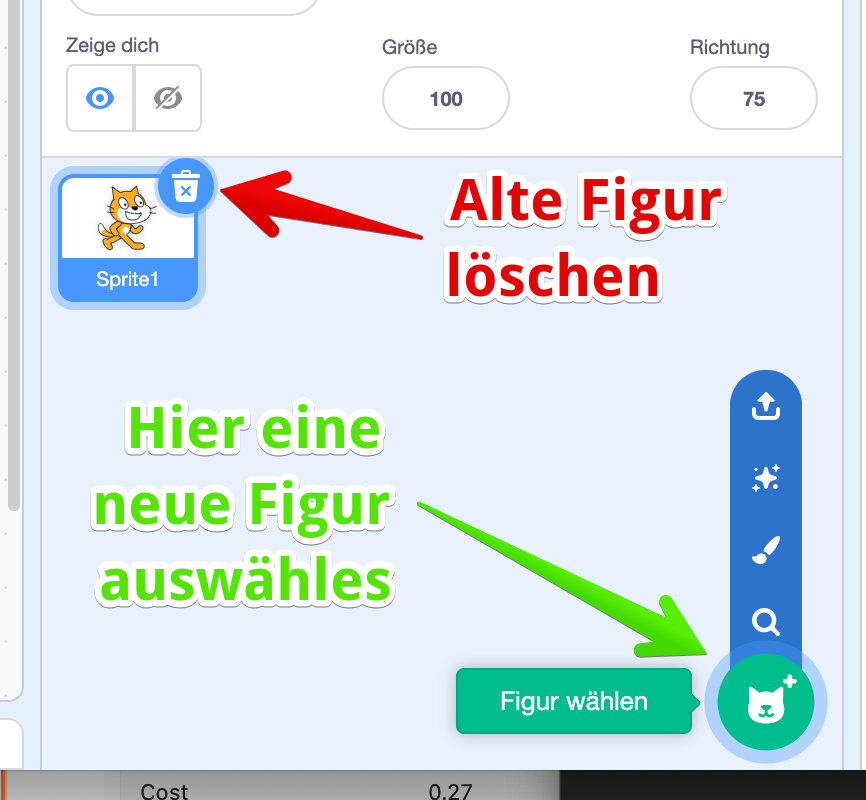 Zeige dich
Größe
Richtung
100
75
Alte Figur
löschen
Sprite1
Hier eine
neue Figur
auswähles
Figur wählen
Cost 0.27